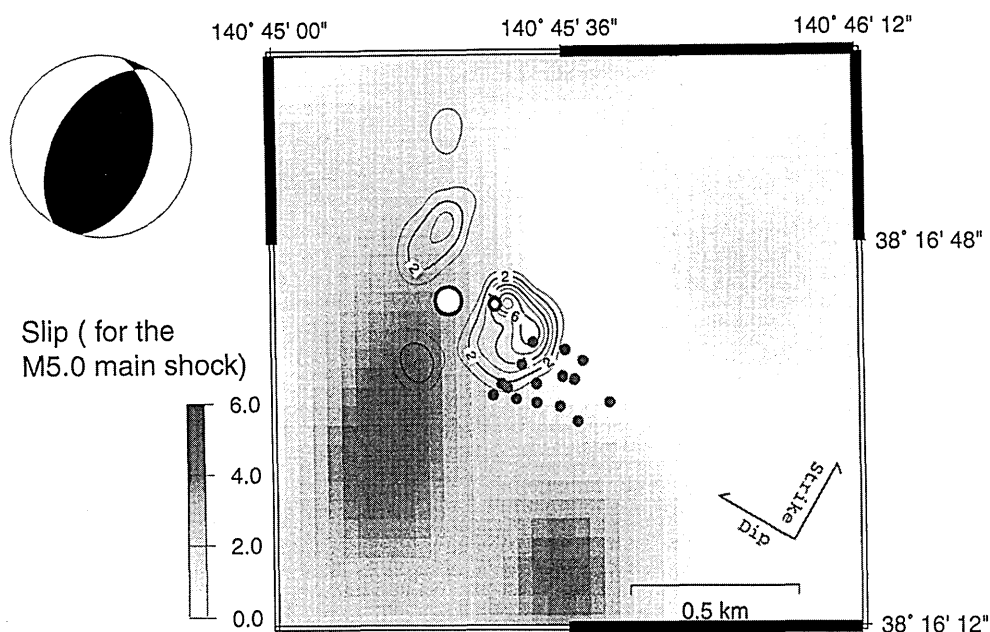 140° 45' 00"
140° 45' 36"
140° 46' 12"
38° 16' 48"
Slip ( for the
M5.0 main shock)
6.0
4.0
2.0
0.0
2
2
6
2
2
Strike
Dip
0.5 km
38° 16' 12"